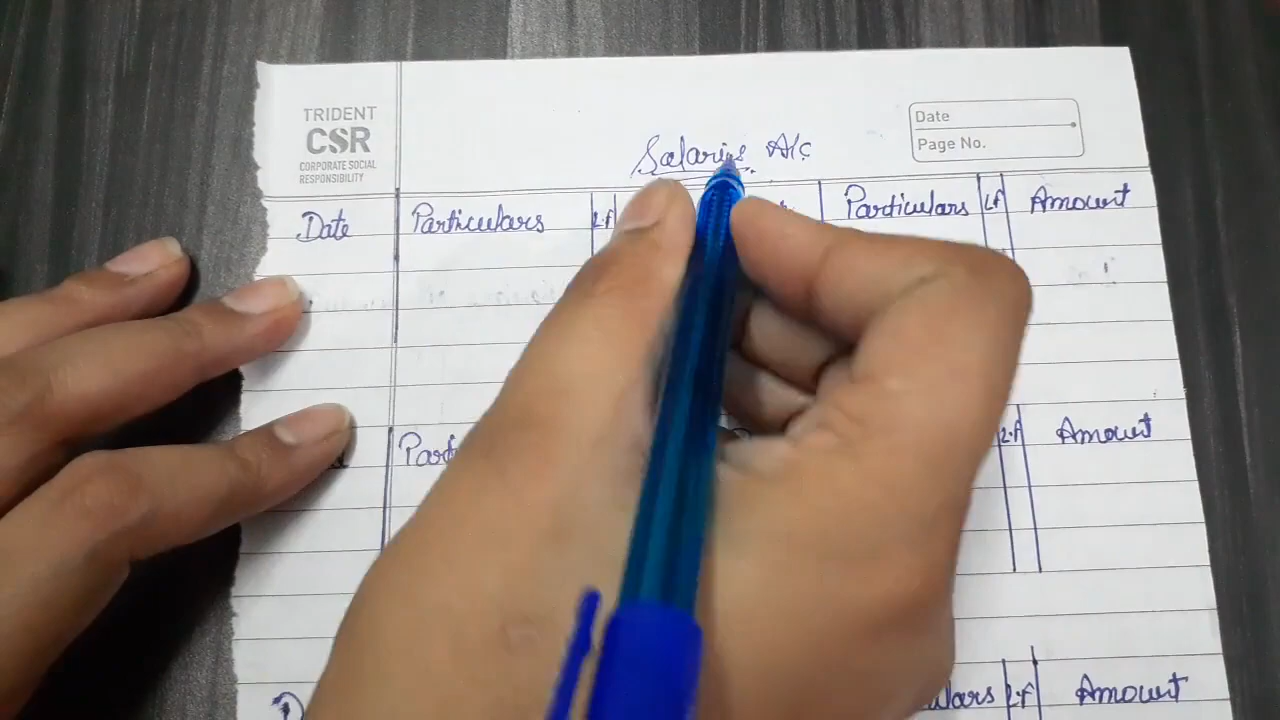 TRIDENT
CSR
CORPORATE SOCIAL
RESPONSIBILITY
Date
Page No.
Salaries A/c
Date Particulars L.F Particulars L.F Amount
L.F Amount
L.F Amount